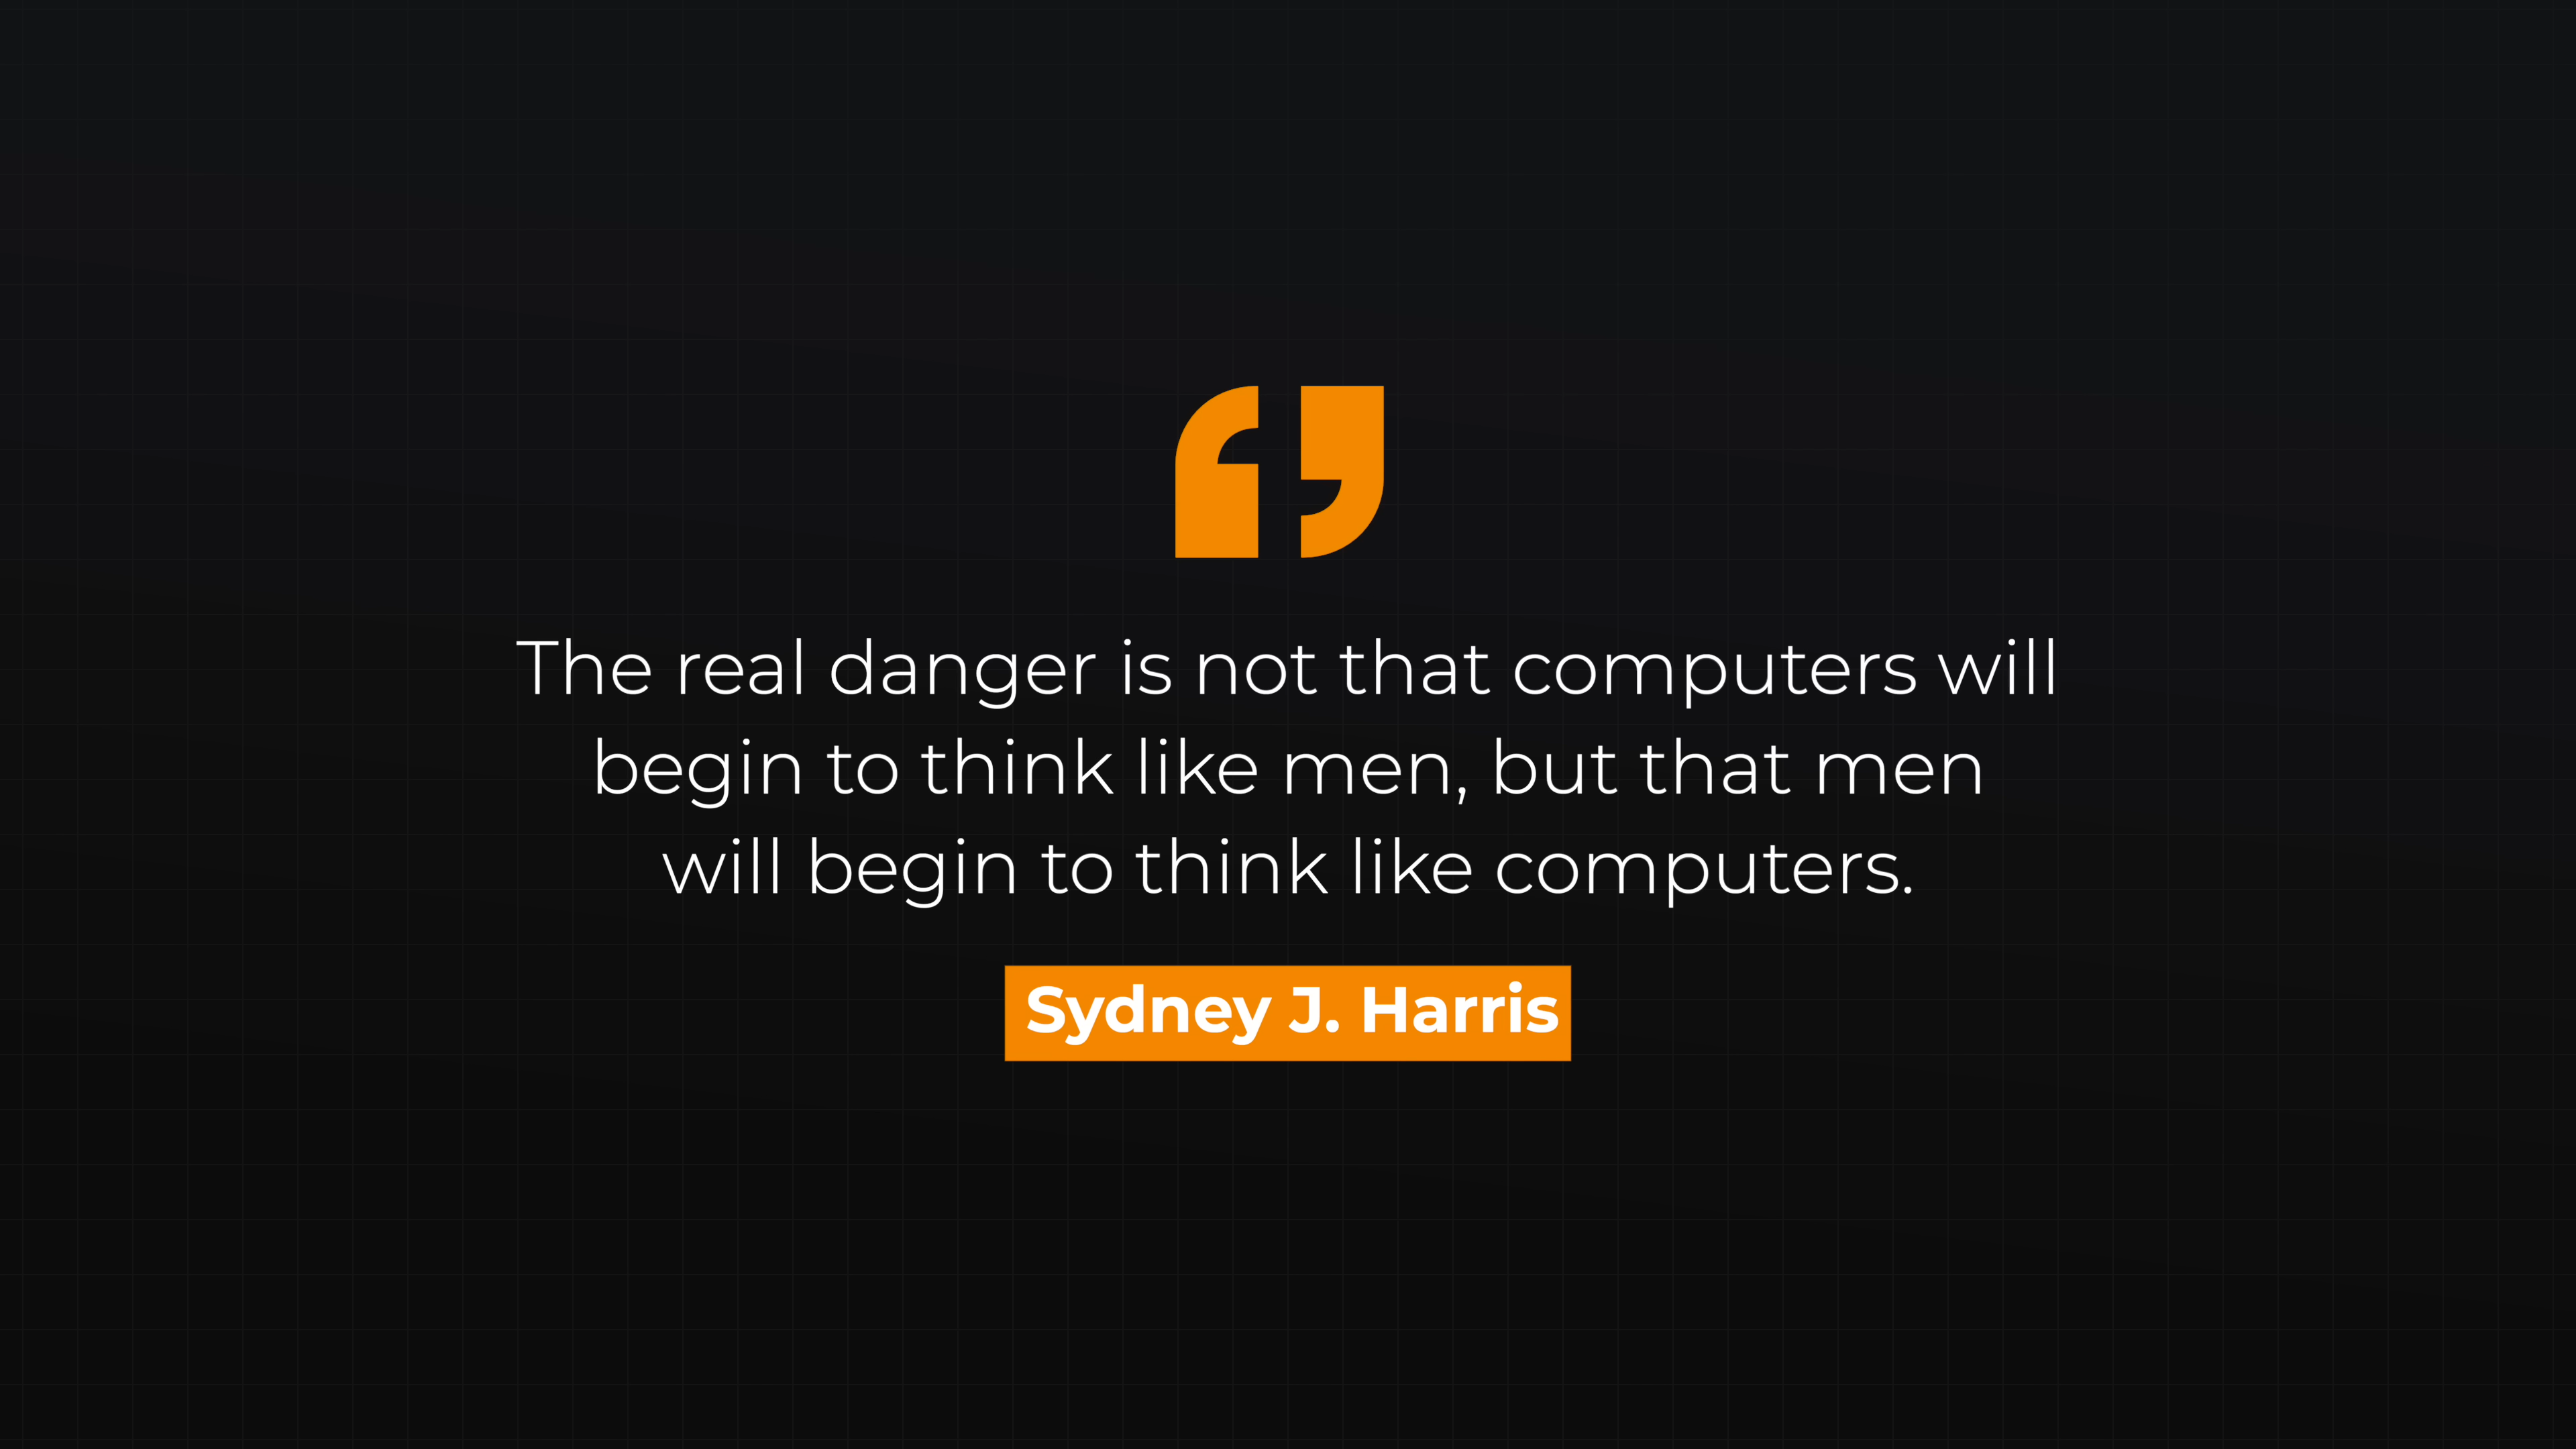 The real danger is not that computers will
begin to think like men, but that men
will begin to think like computers.
Sydney J. Harris